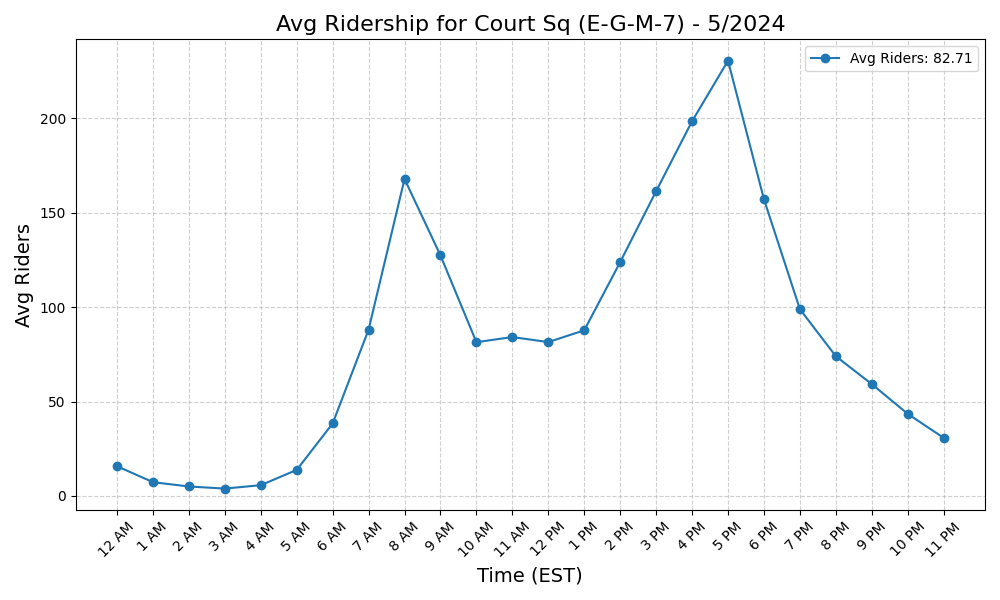 Avg Ridership for Court Sq (E-G-M-7) - 5/2024
Avg Riders: 82.71
Avg Riders
200
150
100
50
0
12 AM
1 AM
2 AM
3 AM
4 AM
5 AM
6 AM
7 AM
8 AM
9 AM
10 AM
11 AM
12 PM
1 PM
2 PM
3 PM
4 PM
5 PM
6 PM
7 PM
8 PM
9 PM
10 PM
11 PM
Time (EST)